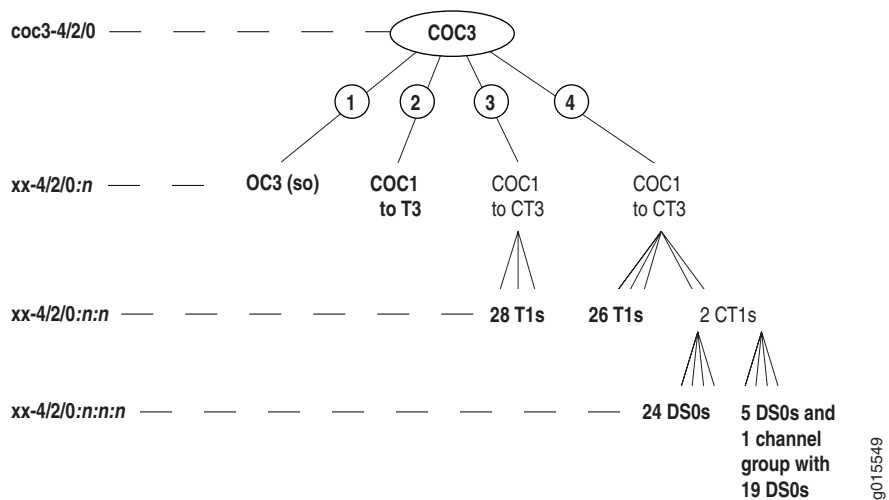 coc3-4/2/0
COC3
1 2 3 4
xx-4/2/0:n
OC3 (so)
COC1
to T3
COC1
to CT3
COC1
to CT3
xx-4/2/0:n:n
28 T1s
26 T1s
2 CT1s
xx-4/2/0:n:n:n
24 DS0s
5 DS0s and
1 channel
group with
19 DS0s
g015549